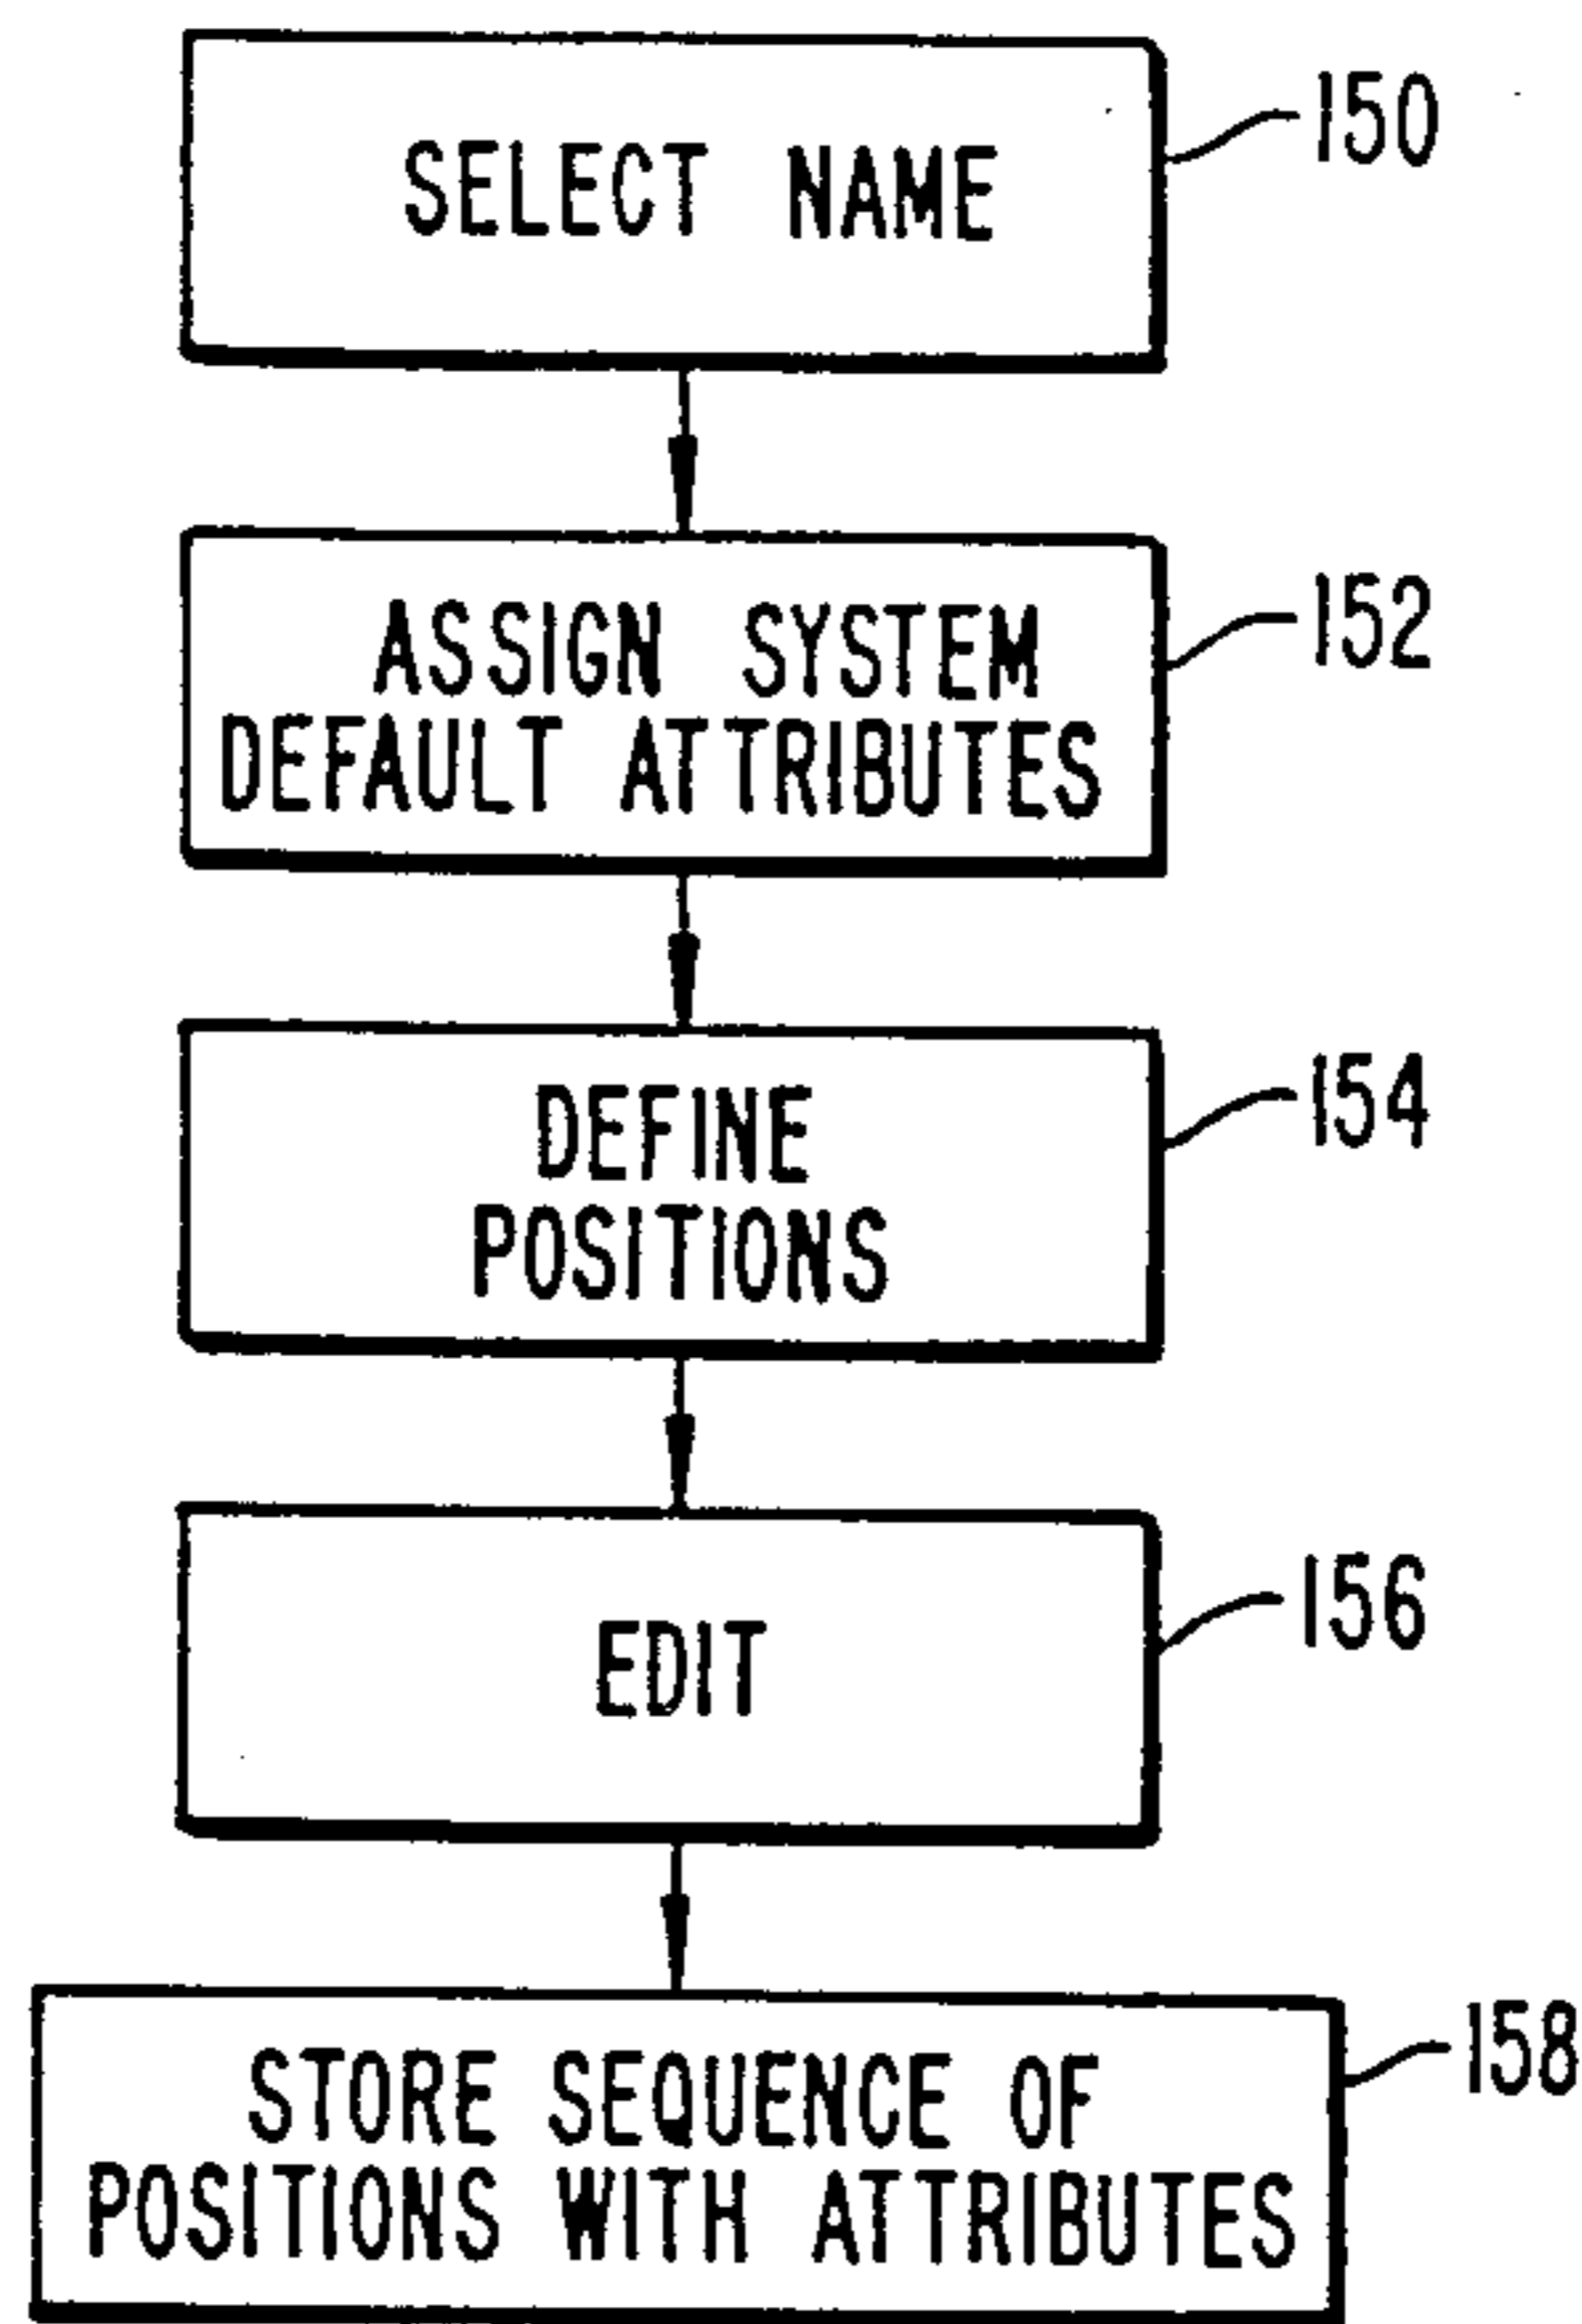 SELECT NAME
150
ASSIGN SYSTEM
DEFAULT ATTRIBUTES
152
DEFINE
POSITIONS
154
EDIT
156
STORE SEQUENCE OF
POSITIONS WITH ATTRIBUTES
158